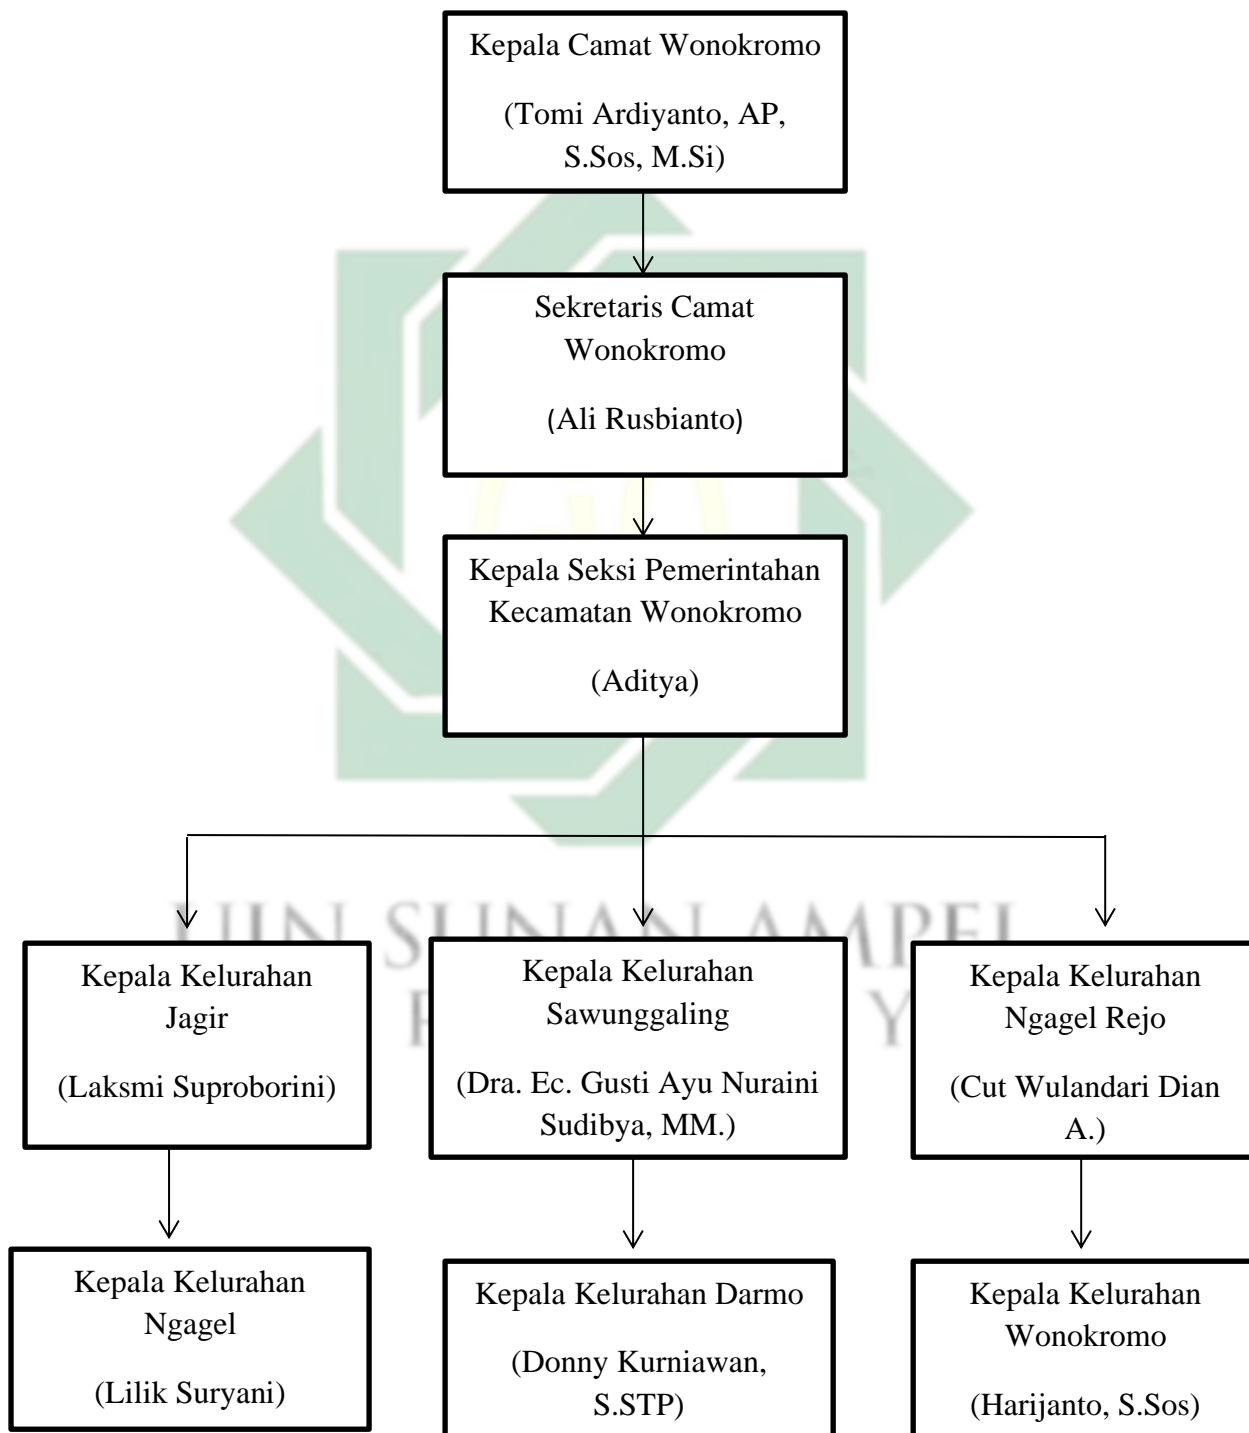 Kepala Camat Wonokromo
(Tomi Ardiyanto, AP,
S.Sos, M.Si)
Sekretaris Camat
Wonokromo
(Ali Rusbianto)
Kepala Seksi Pemerintahan
Kecamatan Wonokromo
(Aditya)
UIN SUNAN AMPEL
Kepala Kelurahan
Jagir
(Laksmi Suproborini)
Kepala Kelurahan
Sawunggaling
(Dra. Ec. Gusti Ayu Nuraini
Sudibya, MM.)
Kepala Kelurahan
Ngagel Rejo
(Cut Wulandari Dian
A.)
Kepala Kelurahan
Ngagel
(Lilik Suryani)
Kepala Kelurahan Darmo
(Donny Kurniawan,
S.STP)
Kepala Kelurahan
Wonokromo
(Harijanto, S.Sos)